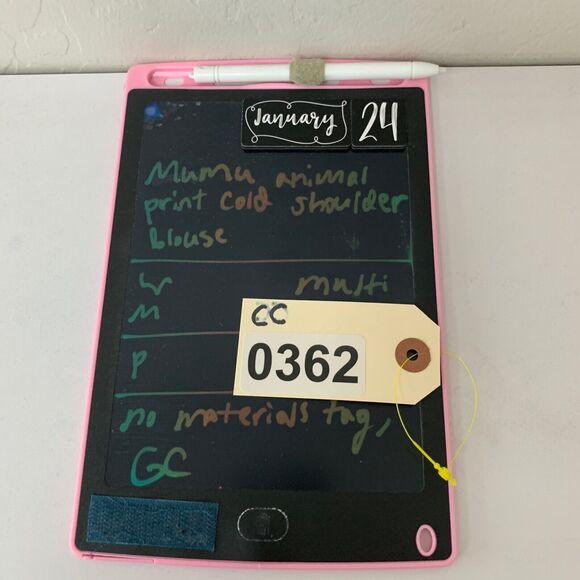 January 24
Mumu animal
print cold shoulder
blouse
W multi
M
CC
0362
P
no materials tag,
GC